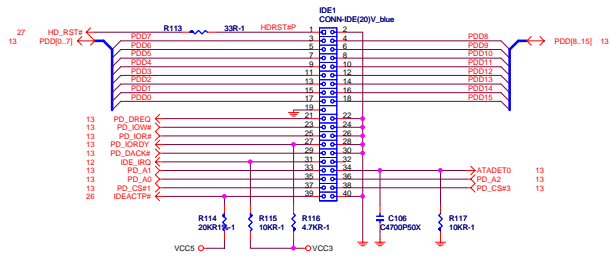 IDE1
CONN-IDE(20)V_blue
27 HD_RST# R113 33R-1 HDRST#P 1 2
13 PDD[0..7] PDD7 3 4 PDD8 PDD[8..15] 13
PDD6 5 6 PDD9
PDD5 7 8 PDD10
PDD4 9 10 PDD11
PDD3 11 12 PDD12
PDD2 13 14 PDD13
PDD1 15 16 PDD14
PDD0 17 18 PDD15
19
13 PD_DREQ 21 22
13 PD_IOW# 23 24
13 PD_IOR# 25 26
13 PD_IORDY 27 28
13 PD_DACK# 29 30
12 IDE_IRQ 31 32
13 PD_A1 33 34 ATADET0 13
13 PD_A0 35 36 PD_A2 13
13 PD_CS#1 37 38 PD_CS#3 13
26 IDEACTP# 39 40
R114 R115 R116 C106 R117
20KR1%-1 10KR-1 4.7KR-1 C4700P50X 10KR-1
VCC5 VCC3